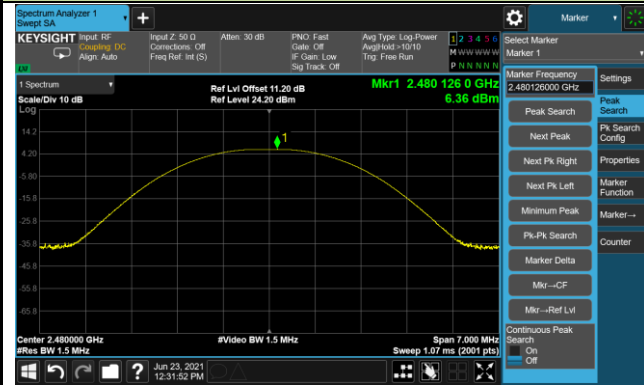 Spectrum Analyzer 1
Swept SA
Marker
KEYSIGHT
Input: RF
Coupling: DC
Align: Auto
Input Z: 50 Ω
Corrections: Off
Freq Ref: Int (S)
Atten: 30 dB
PNO: Fast
Gate: Off
IF Gain: Low
Sig Track: Off
Avg Type: Log-Power
Avg|Hold:>10/10
Trig: Free Run
1 2 3 4 5 6
M W W W W W
P N N N N N
LXI
1 Spectrum
Scale/Div 10 dB
Log
Ref Lvl Offset 11.20 dB
Ref Level 24.20 dBm
Mkr1 2.480 126 0 GHz
6.36 dBm
1
14.2
4.20
-5.80
-15.8
-25.8
-35.8
-45.8
-55.8
-65.8
Center 2.480000 GHz
#Res BW 1.5 MHz
#Video BW 1.5 MHz
Span 7.000 MHz
Sweep 1.07 ms (2001 pts)
Select Marker
Marker 1
Marker Frequency
2.480126000 GHz
Peak Search
Next Peak
Next Pk Right
Next Pk Left
Minimum Peak
Pk-Pk Search
Marker Delta
Mkr→CF
Mkr→Ref Lvl
Continuous Peak
Search
On
Off
Settings
Peak
Search
Pk Search
Config
Properties
Marker
Function
Marker→
Counter
Jun 23, 2021
12:31:52 PM